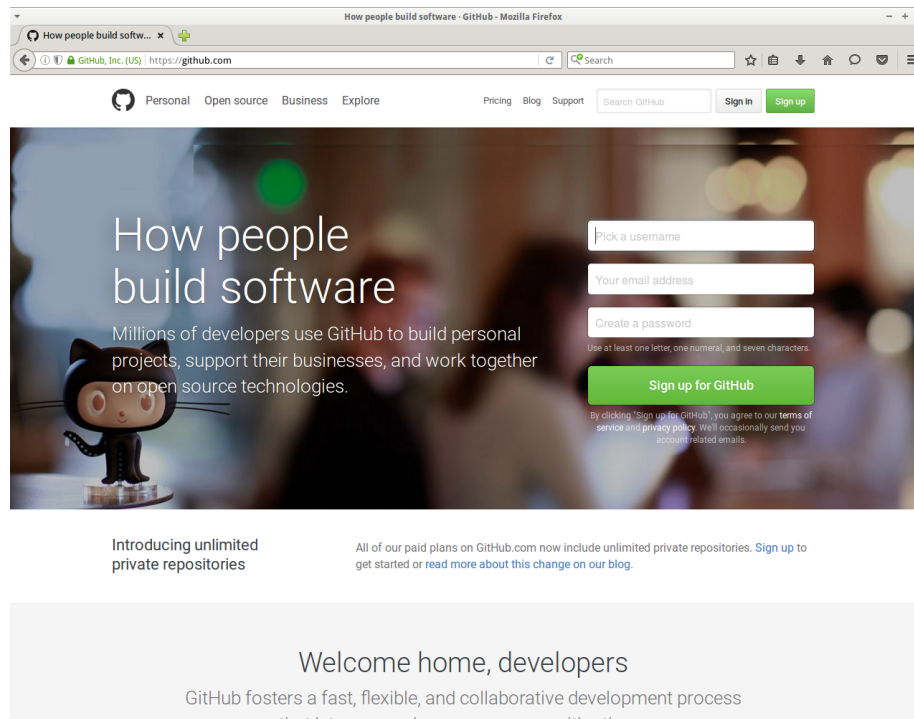 How people build software · GitHub - Mozilla Firefox
How people build softw...
GitHub, Inc. (US) https://github.com
Search
Personal Open source Business Explore Pricing Blog Support Search GitHub Sign in Sign up
How people
build software
Millions of developers use GitHub to build personal
projects, support their businesses, and work together
on open source technologies.
Pick a username
Your email address
Create a password
Use at least one letter, one numeral, and seven characters.
Sign up for GitHub
By clicking "Sign up for GitHub", you agree to our terms of
service and privacy policy. We'll occasionally send you
account related emails.
Introducing unlimited
private repositories
All of our paid plans on GitHub.com now include unlimited private repositories. Sign up to
get started or read more about this change on our blog.
Welcome home, developers
GitHub fosters a fast, flexible, and collaborative development process